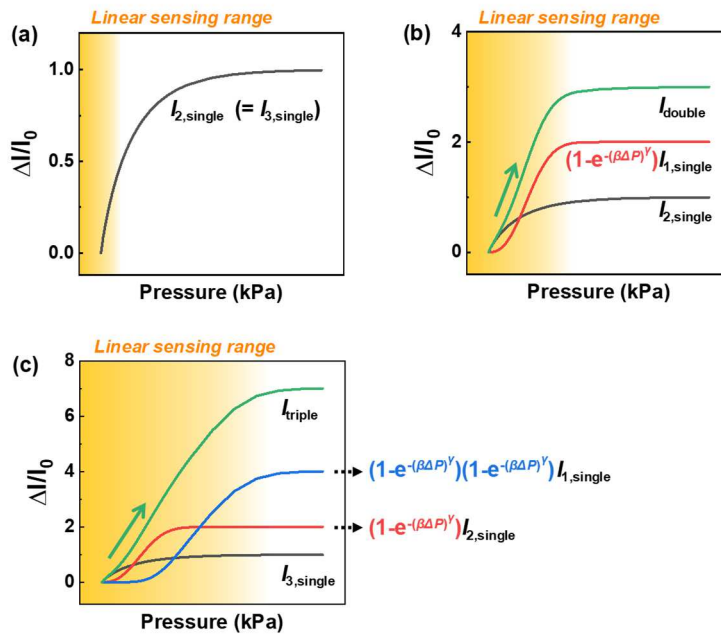 Linear sensing range
(a)
1.0
0.5
0.0
ΔI/I₀
I₂,single (= I₃,single)
Pressure (kPa)
Linear sensing range
(b)
4
2
0
ΔI/I₀
I_double
(1-e^-(βΔP)^γ)I₁,single
I₂,single
Pressure (kPa)
Linear sensing range
(c)
8
6
4
2
0
ΔI/I₀
I_triple
(1-e^-(βΔP)^γ)(1-e^-(βΔP)^γ)I₁,single
(1-e^-(βΔP)^γ)I₂,single
I₃,single
Pressure (kPa)